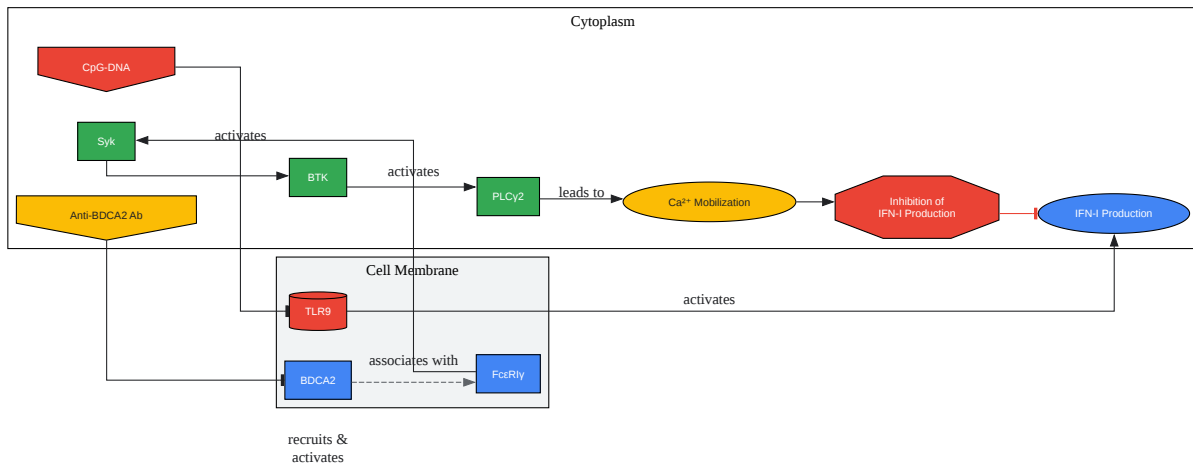 Cytoplasm
CpG-DNA
Syk
activates
BTK
activates
PLCγ2
leads to
Ca²⁺ Mobilization
Inhibition of
IFN-I Production
IFN-I Production
Anti-BDCA2 Ab
Cell Membrane
TLR9
activates
BDCA2
associates with
FcεRIγ
recruits &
activates